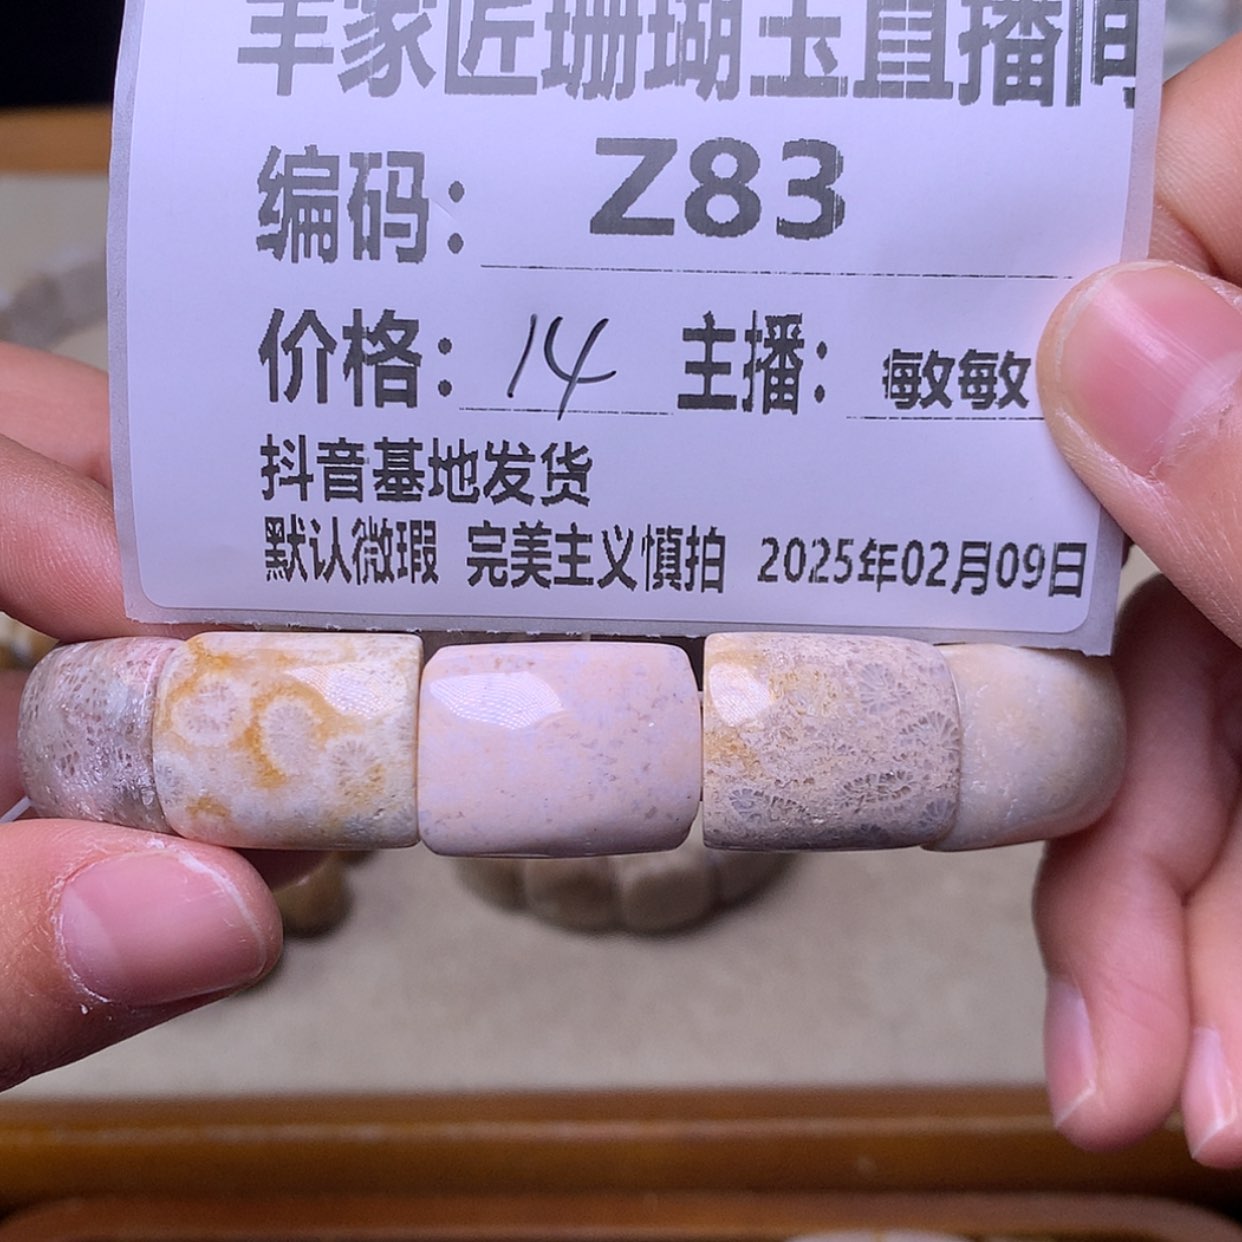 家匠珊瑚玉直播间
编码： Z83
价格： 14 主播： 敏敏
抖音基地发货
默认微瑕 完美主义慎拍 2025年02月09日